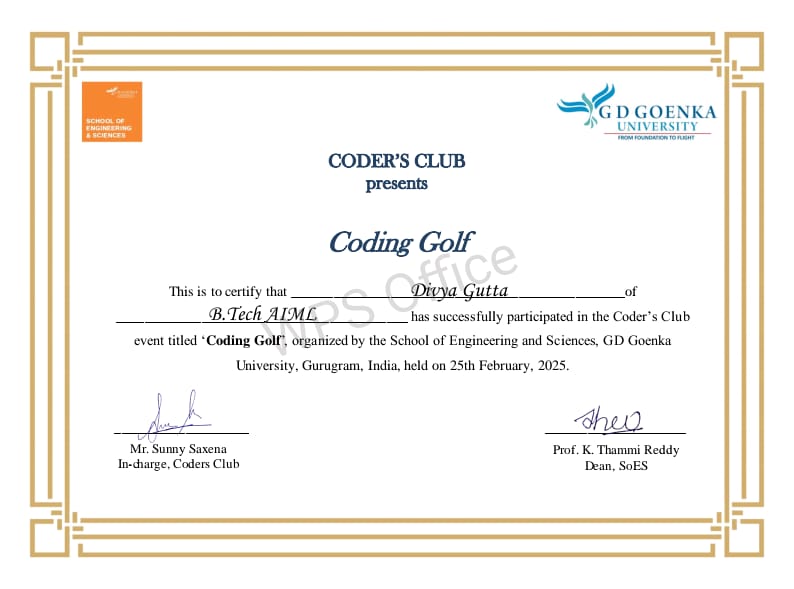 SCHOOL OF
ENGINEERING
& SCIENCES
G D GOENKA
UNIVERSITY
FROM FOUNDATION TO FLIGHT
CODER'S CLUB
presents
Coding Golf
WPS Office
This is to certify that Divya Gutta of
B.Tech AIML has successfully participated in the Coder's Club
event titled 'Coding Golf', organized by the School of Engineering and Sciences, GD Goenka
University, Gurugram, India, held on 25th February, 2025.
Mr. Sunny Saxena
In-charge, Coders Club
Prof. K. Thammi Reddy
Dean, SoES